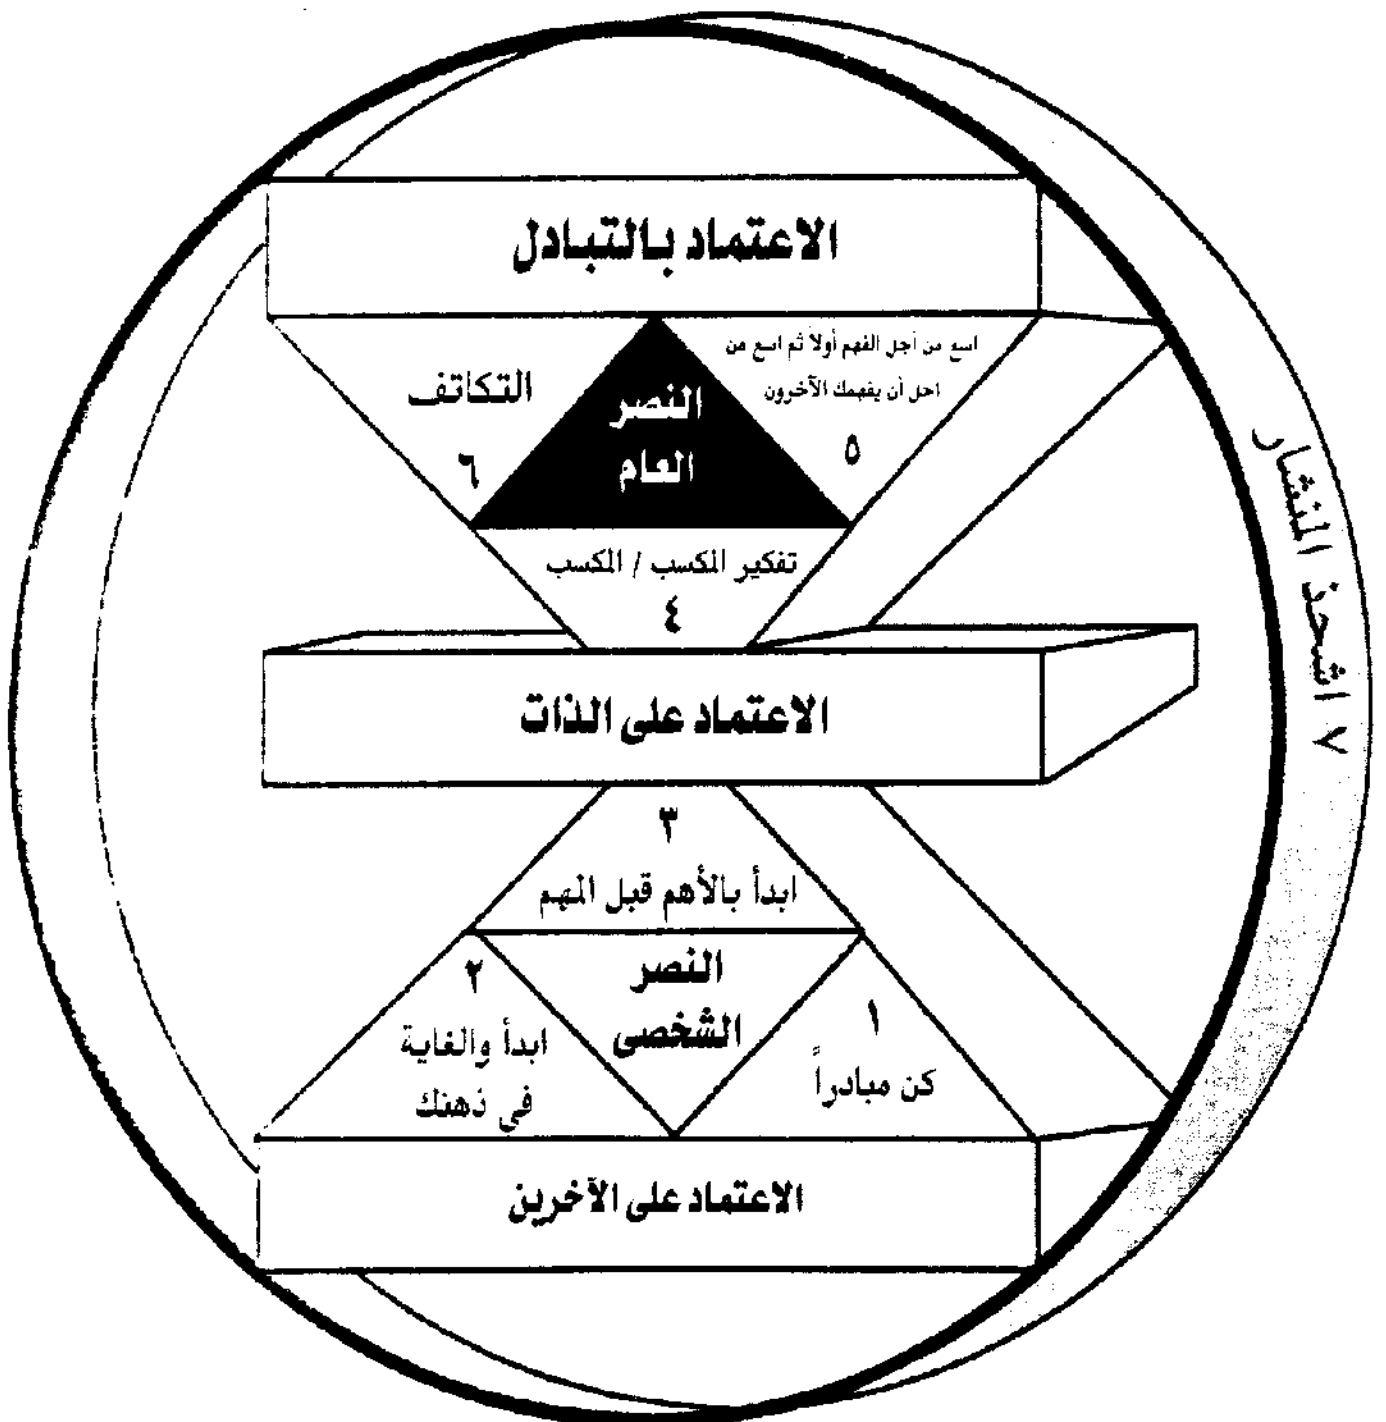 الاعتماد بالتبادل
اسع من أجل الفهم أولاً ثم اسع من
احل أن يفهمك الآخرون
٥
النصر
العام
التكاتف
٦
تفكير المكسب / المكسب
٤
الاعتماد على الذات
٣
ابدأ بالأهم قبل المهم
النصر
الشخصى
١
كن مبادراً
٢
ابدأ والغاية
فى ذهنك
الاعتماد على الآخرين
٧ اشحذ المنشار